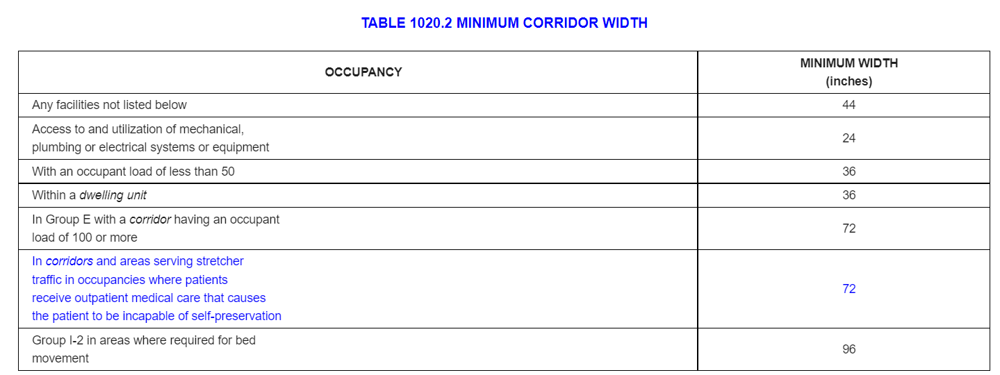 TABLE 1020.2 MINIMUM CORRIDOR WIDTH
OCCUPANCY
MINIMUM WIDTH
(inches)
Any facilities not listed below
44
Access to and utilization of mechanical,
plumbing or electrical systems or equipment
24
With an occupant load of less than 50
36
Within a dwelling unit
36
In Group E with a corridor having an occupant
load of 100 or more
72
In corridors and areas serving stretcher
traffic in occupancies where patients
receive outpatient medical care that causes
the patient to be incapable of self-preservation
72
Group I-2 in areas where required for bed
movement
96